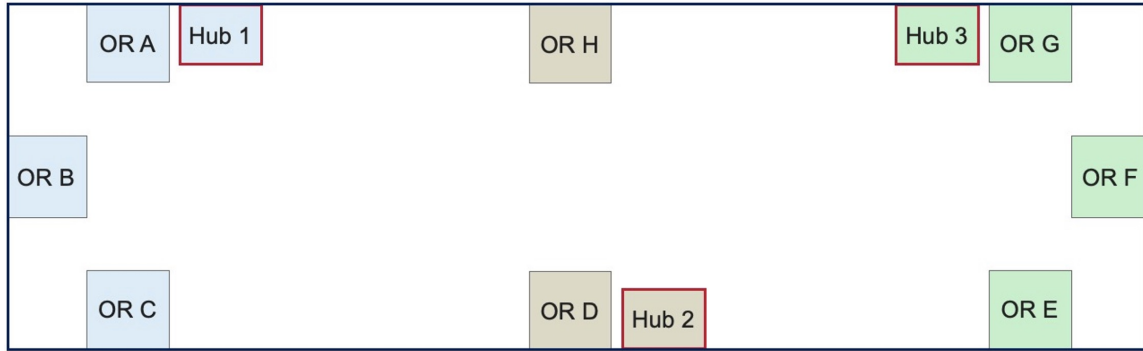 OR A
Hub 1
OR H
Hub 3
OR G
OR B
OR F
OR C
OR D
Hub 2
OR E